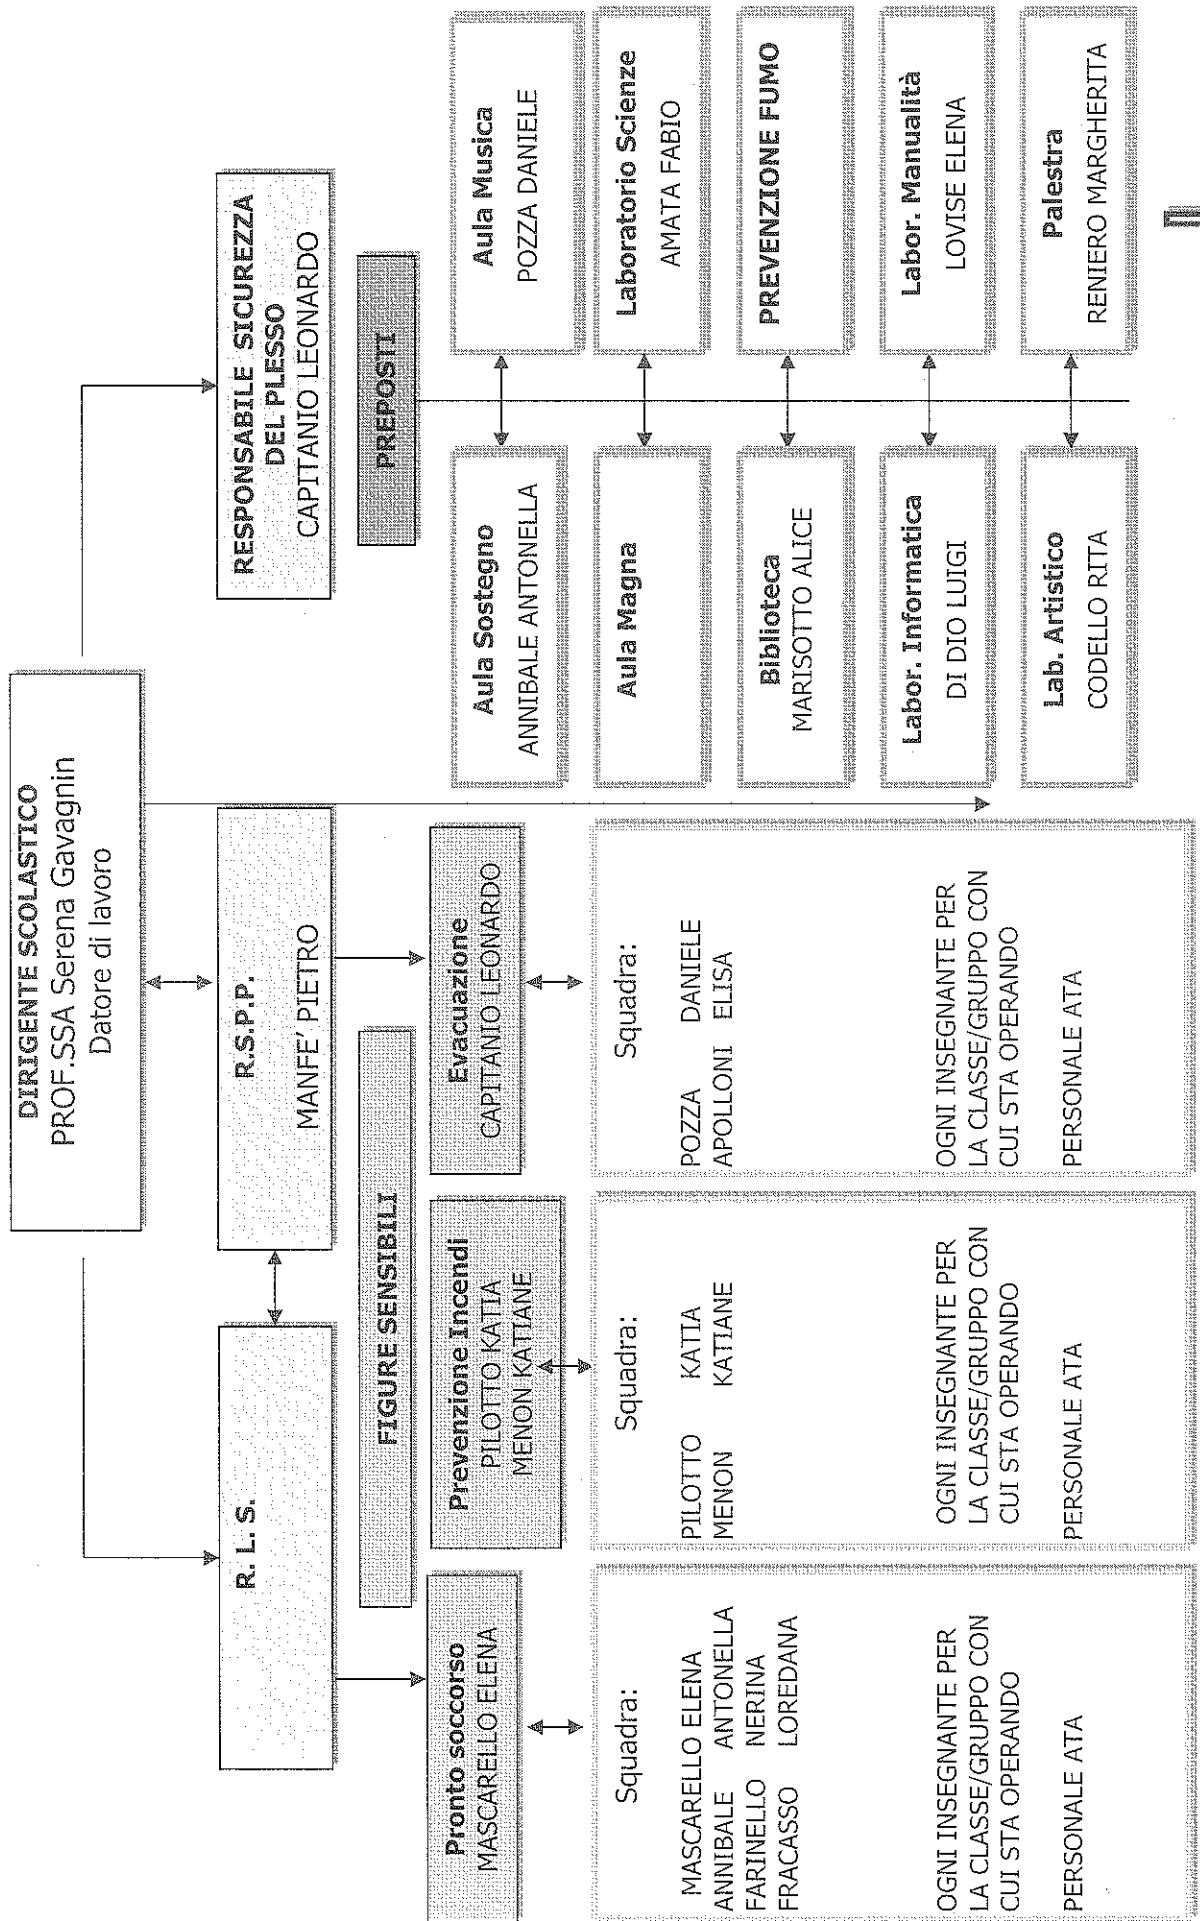 DIRIGENTE SCOLASTICO
PROF.SSA Serena Gavagnin
Datore di lavoro
R. L. S.
R.S.P.P.
MANFE' PIETRO
RESPONSABILE SICUREZZA
DEL PLESSO
CAPITANIO LEONARDO
FIGURE SENSIBILI
PREPOSTI
Pronto soccorso
MASCARELLO ELENA
Prevenzione Incendi
PILOTTO KATIA
MENON KATIANE
Evacuazione
CAPITANIO LEONARDO
Squadra:
MASCARELLO ELENA
ANNIBALE ANTONELLA
FARINELLO NERINA
FRACASSO LOREDANA
OGNI INSEGNANTE PER
LA CLASSE/GRUPPO CON
CUI STA OPERANDO
PERSONALE ATA
Squadra:
PILOTTO KATIA
MENON KATIANE
OGNI INSEGNANTE PER
LA CLASSE/GRUPPO CON
CUI STA OPERANDO
PERSONALE ATA
Squadra:
POZZA DANIELE
APOLLONI ELISA
OGNI INSEGNANTE PER
LA CLASSE/GRUPPO CON
CUI STA OPERANDO
PERSONALE ATA
Aula Sostegno
ANNIBALE ANTONELLA
Aula Musica
POZZA DANIELE
Aula Magna
Laboratorio Scienze
AMATA FABIO
Biblioteca
MARISOTTO ALICE
PREVENZIONE FUMO
Labor. Informatica
DI DIO LUIGI
Labor. Manualità
LOVISE ELENA
Lab. Artistico
CODELLO RITA
Palestra
RENIERO MARGHERITA